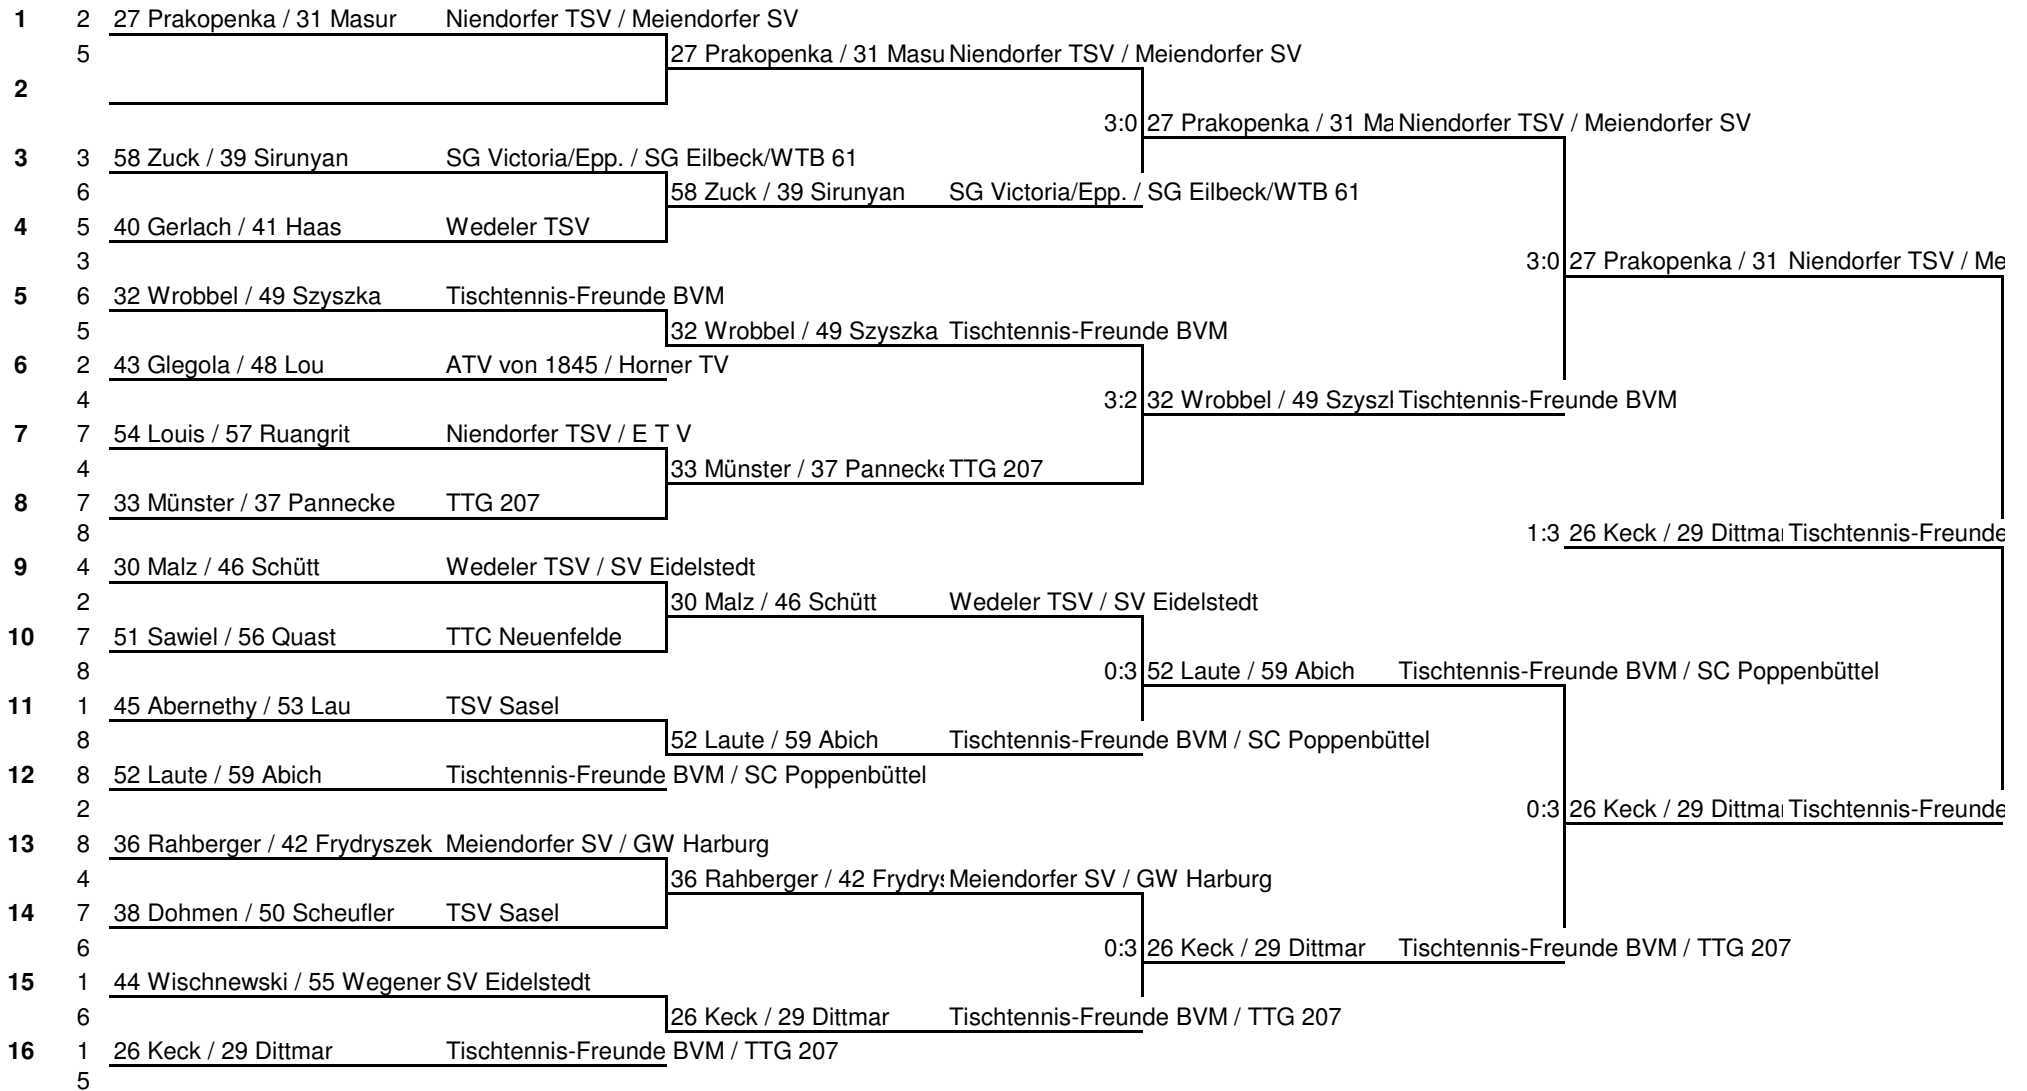 1 2 27 Prakopenka / 31 Masur Niendorfer TSV / Meiendorfer SV
5 27 Prakopenka / 31 Masu Niendorfer TSV / Meiendorfer SV
2
3:0 27 Prakopenka / 31 Ma Niendorfer TSV / Meiendorfer SV
3 3 58 Zuck / 39 Sirunyan SG Victoria/Epp. / SG Eilbeck/WTB 61
6 58 Zuck / 39 Sirunyan SG Victoria/Epp. / SG Eilbeck/WTB 61
4 5 40 Gerlach / 41 Haas Wedeler TSV
3 3:0 27 Prakopenka / 31 Niendorfer TSV / Me
5 6 32 Wrobbel / 49 Szyszka Tischtennis-Freunde BVM
5 32 Wrobbel / 49 Szyszka Tischtennis-Freunde BVM
6 2 43 Glegola / 48 Lou ATV von 1845 / Horner TV
4 3:2 32 Wrobbel / 49 Szyszl Tischtennis-Freunde BVM
7 7 54 Louis / 57 Ruangrit Niendorfer TSV / E T V
4 33 Münster / 37 Pannecke TTG 207
8 7 33 Münster / 37 Pannecke TTG 207
8 1:3 26 Keck / 29 Dittmar Tischtennis-Freunde
9 4 30 Malz / 46 Schütt Wedeler TSV / SV Eidelstedt
2 30 Malz / 46 Schütt Wedeler TSV / SV Eidelstedt
10 7 51 Sawiel / 56 Quast TTC Neuenfelde
8 0:3 52 Laute / 59 Abich Tischtennis-Freunde BVM / SC Poppenbüttel
11 1 45 Abernethy / 53 Lau TSV Sasel
8 52 Laute / 59 Abich Tischtennis-Freunde BVM / SC Poppenbüttel
12 8 52 Laute / 59 Abich Tischtennis-Freunde BVM / SC Poppenbüttel
2 0:3 26 Keck / 29 Dittmar Tischtennis-Freunde
13 8 36 Rahberger / 42 Frydryszek Meiendorfer SV / GW Harburg
4 36 Rahberger / 42 Frydrys Meiendorfer SV / GW Harburg
14 7 38 Dohmen / 50 Scheufler TSV Sasel
6 0:3 26 Keck / 29 Dittmar Tischtennis-Freunde BVM / TTG 207
15 1 44 Wischnewski / 55 Wegener SV Eidelstedt
6 26 Keck / 29 Dittmar Tischtennis-Freunde BVM / TTG 207
16 1 26 Keck / 29 Dittmar Tischtennis-Freunde BVM / TTG 207
5